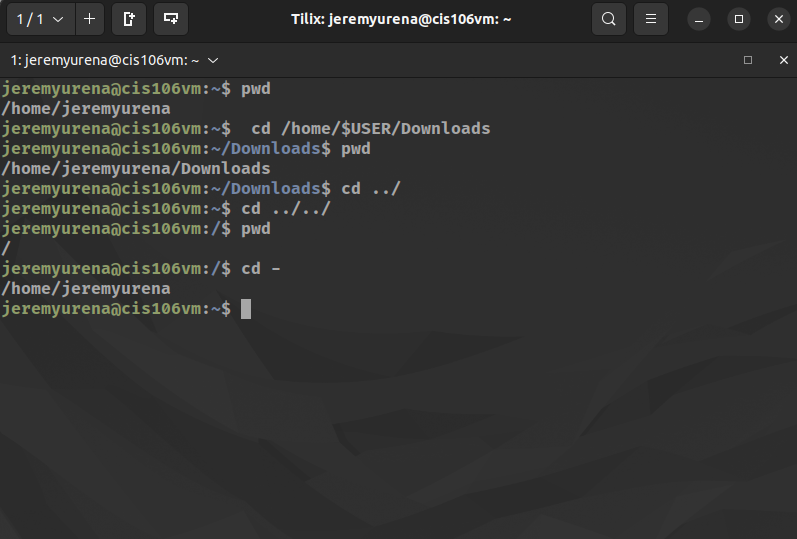 1 / 1
Tilix: jeremyurena@cis106vm: ~
1: jeremyurena@cis106vm: ~
jeremyurena@cis106vm:~$ pwd
/home/jeremyurena
jeremyurena@cis106vm:~$  cd /home/$USER/Downloads
jeremyurena@cis106vm:~/Downloads$ pwd
/home/jeremyurena/Downloads
jeremyurena@cis106vm:~/Downloads$ cd ../
jeremyurena@cis106vm:~$ cd ../../
jeremyurena@cis106vm:/$ pwd
/
jeremyurena@cis106vm:/$ cd -
/home/jeremyurena
jeremyurena@cis106vm:~$